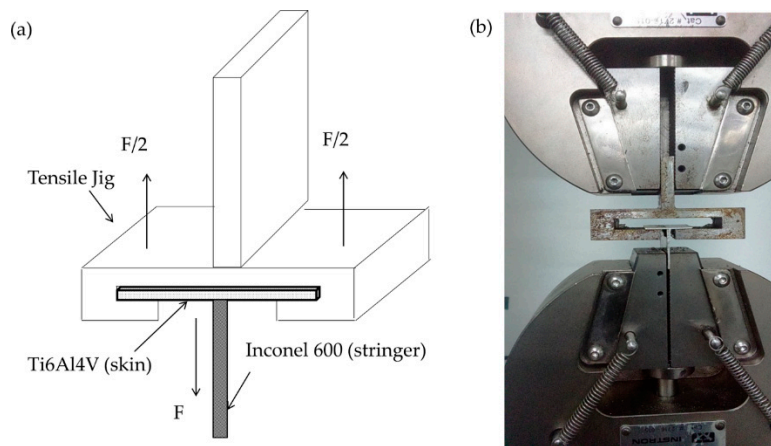 (a)
F/2
F/2
Tensile Jig
Ti6Al4V (skin)
Inconel 600 (stringer)
F
(b)
INSTRON